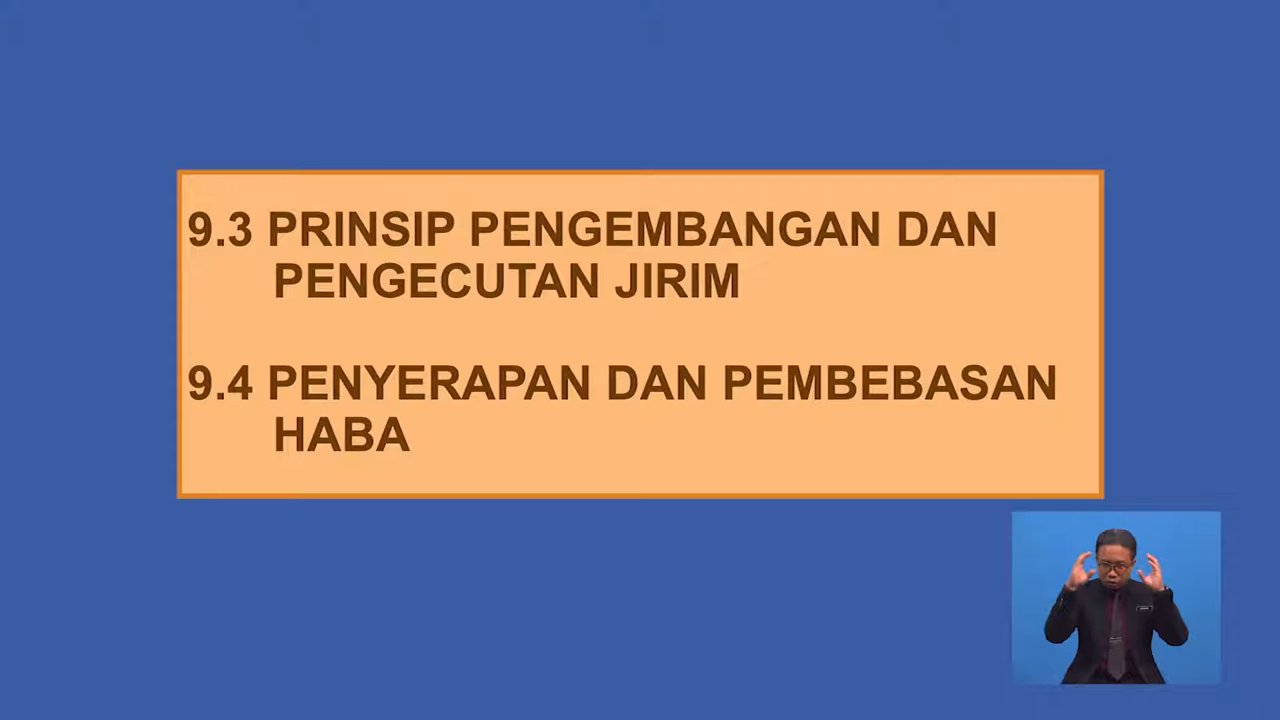 9.3 PRINSIP PENGEMBANGAN DAN
PENGECUTAN JIRIM
9.4 PENYERAPAN DAN PEMBEBASAN
HABA